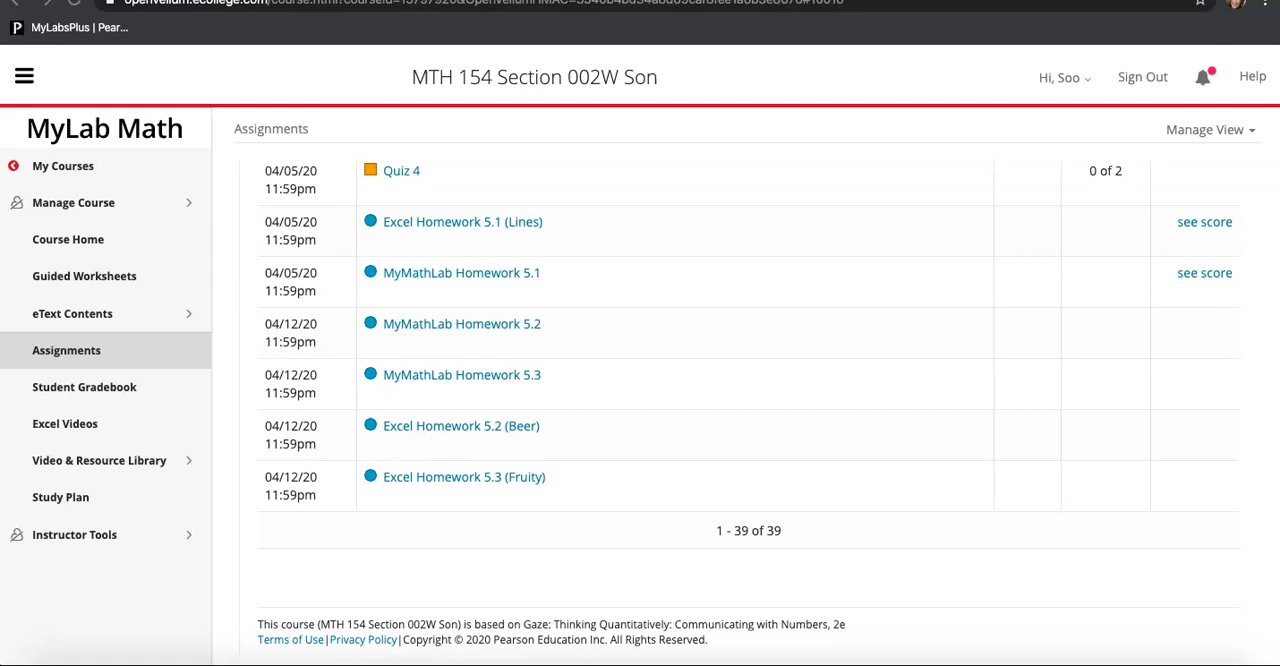 MyLabsPlus | Pear...
MTH 154 Section 002W Son
Hi, Soo
Sign Out
Help
MyLab Math
Assignments
Manage View
My Courses
Manage Course
Course Home
Guided Worksheets
eText Contents
Assignments
Student Gradebook
Excel Videos
Video & Resource Library
Study Plan
Instructor Tools
04/05/20 Quiz 4 0 of 2
11:59pm
04/05/20 Excel Homework 5.1 (Lines) see score
11:59pm
04/05/20 MyMathLab Homework 5.1 see score
11:59pm
04/12/20 MyMathLab Homework 5.2
11:59pm
04/12/20 MyMathLab Homework 5.3
11:59pm
04/12/20 Excel Homework 5.2 (Beer)
11:59pm
04/12/20 Excel Homework 5.3 (Fruity)
11:59pm
1 - 39 of 39
This course (MTH 154 Section 002W Son) is based on Gaze: Thinking Quantitatively: Communicating with Numbers, 2e
Terms of Use|Privacy Policy|Copyright © 2020 Pearson Education Inc. All Rights Reserved.